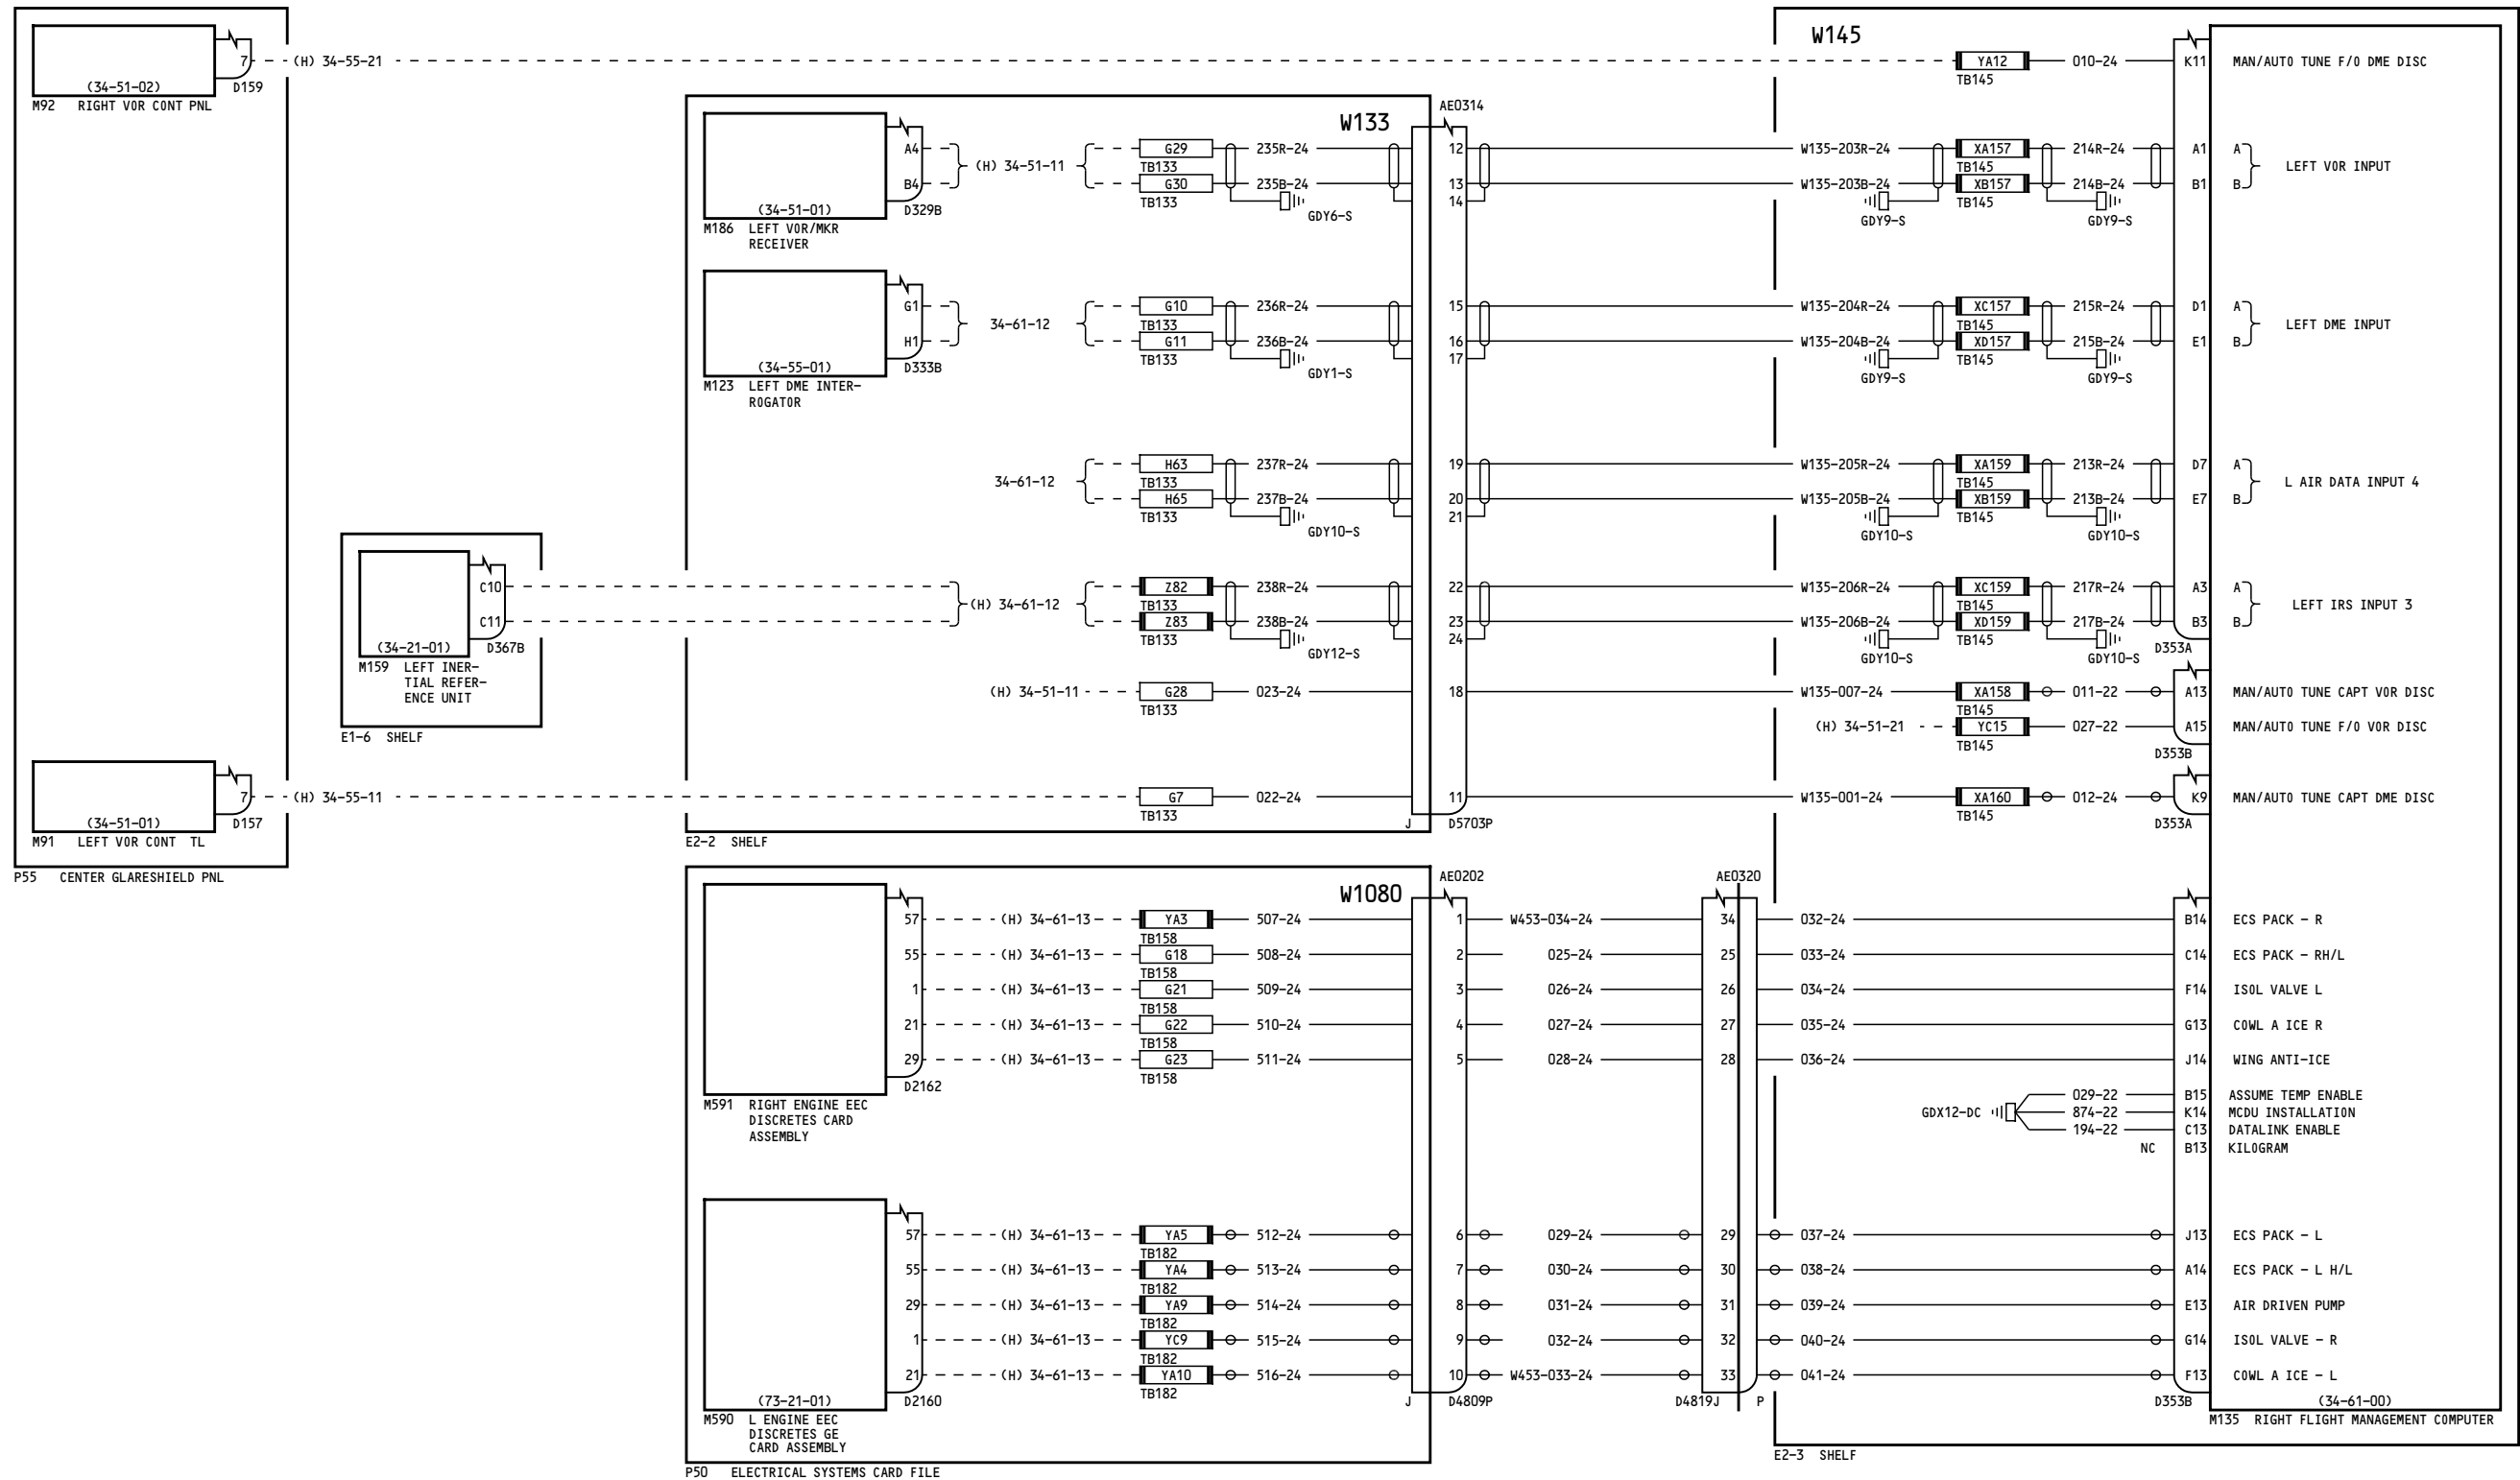 W145
7 (H) 34-55-21 YA12 010-24 K11 MAN/AUTO TUNE F/O DME DISC
(34-51-02) D159 TB145
M92 RIGHT VOR CONT PNL
W133 AE0314
A4 G29 235R-24 12 W135-203R-24 XA157 214R-24 A1 A
(H) 34-51-11 TB133 TB145 LEFT VOR INPUT
B4 G30 235B-24 13 W135-203B-24 XB157 214B-24 B1 B
(34-51-01) D329B TB133 14 TB145
GDY6-S GDY9-S GDY9-S
M186 LEFT VOR/MKR
RECEIVER
G1 G10 236R-24 15 W135-204R-24 XC157 215R-24 D1 A
34-61-12 TB133 TB145 LEFT DME INPUT
H1 G11 236B-24 16 W135-204B-24 XD157 215B-24 E1 B
(34-55-01) D333B TB133 17 TB145
GDY1-S GDY9-S GDY9-S
M123 LEFT DME INTER-
ROGATOR
H63 237R-24 19 W135-205R-24 XA159 213R-24 D7 A
34-61-12 TB133 TB145 L AIR DATA INPUT 4
H65 237B-24 20 W135-205B-24 XB159 213B-24 E7 B
TB133 21 TB145
GDY10-S GDY10-S GDY10-S
C10 Z82 238R-24 22 W135-206R-24 XC159 217R-24 A3 A
(H) 34-61-12 TB133 TB145 LEFT IRS INPUT 3
C11 Z83 238B-24 23 W135-206B-24 XD159 217B-24 B3 B
(34-21-01) D367B TB133 24 TB145 D353A
GDY12-S GDY10-S GDY10-S
M159 LEFT INER-
TIAL REFER-
ENCE UNIT
E1-6 SHELF
(H) 34-51-11 G28 023-24 18 W135-007-24 XA158 011-22 A13 MAN/AUTO TUNE CAPT VOR DISC
TB133 TB145
(H) 34-51-21 YC15 027-22 A15 MAN/AUTO TUNE F/O VOR DISC
TB145 D353B
7 (H) 34-55-11 G7 022-24 11 W135-001-24 XA160 012-24 K9 MAN/AUTO TUNE CAPT DME DISC
(34-51-01) D157 TB133 J D5703P TB145 D353A
M91 LEFT VOR CONT TL
E2-2 SHELF
P55 CENTER GLARESHIELD PNL
W1080 AE0202 AE0320
57 (H) 34-61-13 YA3 507-24 1 W453-034-24 34 032-24 B14 ECS PACK - R
TB158
55 (H) 34-61-13 G18 508-24 2 025-24 25 033-24 C14 ECS PACK - RH/L
TB158
1 (H) 34-61-13 G21 509-24 3 026-24 26 034-24 F14 ISOL VALVE L
TB158
21 (H) 34-61-13 G22 510-24 4 027-24 27 035-24 G13 COWL A ICE R
TB158
29 (H) 34-61-13 G23 511-24 5 028-24 28 036-24 J14 WING ANTI-ICE
D2162 TB158
M591 RIGHT ENGINE EEC
DISCRETES CARD
ASSEMBLY
029-22 B15 ASSUME TEMP ENABLE
GDX12-DC 874-22 K14 MCDU INSTALLATION
194-22 C13 DATALINK ENABLE
NC B13 KILOGRAM
57 (H) 34-61-13 YA5 512-24 6 029-24 29 037-24 J13 ECS PACK - L
TB182
55 (H) 34-61-13 YA4 513-24 7 030-24 30 038-24 A14 ECS PACK - L H/L
TB182
29 (H) 34-61-13 YA9 514-24 8 031-24 31 039-24 E13 AIR DRIVEN PUMP
TB182
1 (H) 34-61-13 YC9 515-24 9 032-24 32 040-24 G14 ISOL VALVE - R
TB182
21 (H) 34-61-13 YA10 516-24 10 W453-033-24 33 041-24 F13 COWL A ICE - L
(73-21-01) D2160 TB182 J D4809P D4819J P D353B (34-61-00)
M590 L ENGINE EEC
DISCRETES GE
CARD ASSEMBLY
M135 RIGHT FLIGHT MANAGEMENT COMPUTER
E2-3 SHELF
P50 ELECTRICAL SYSTEMS CARD FILE